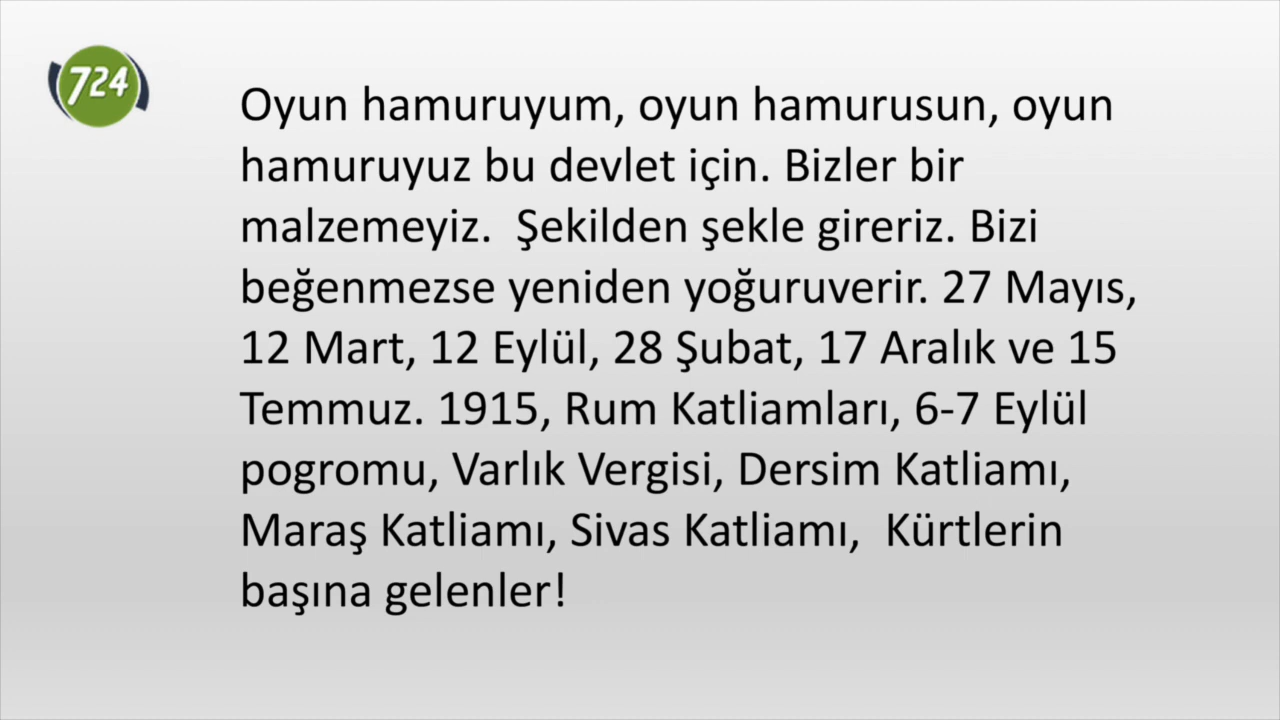 724
Oyun hamuruyum, oyun hamurusun, oyun
hamuruyuz bu devlet için. Bizler bir
malzemeyiz.  Şekilden şekle gireriz. Bizi
beğenmezse yeniden yoğuruverir. 27 Mayıs,
12 Mart, 12 Eylül, 28 Şubat, 17 Aralık ve 15
Temmuz. 1915, Rum Katliamları, 6-7 Eylül
pogromu, Varlık Vergisi, Dersim Katliamı,
Maraş Katliamı, Sivas Katliamı,  Kürtlerin
başına gelenler!